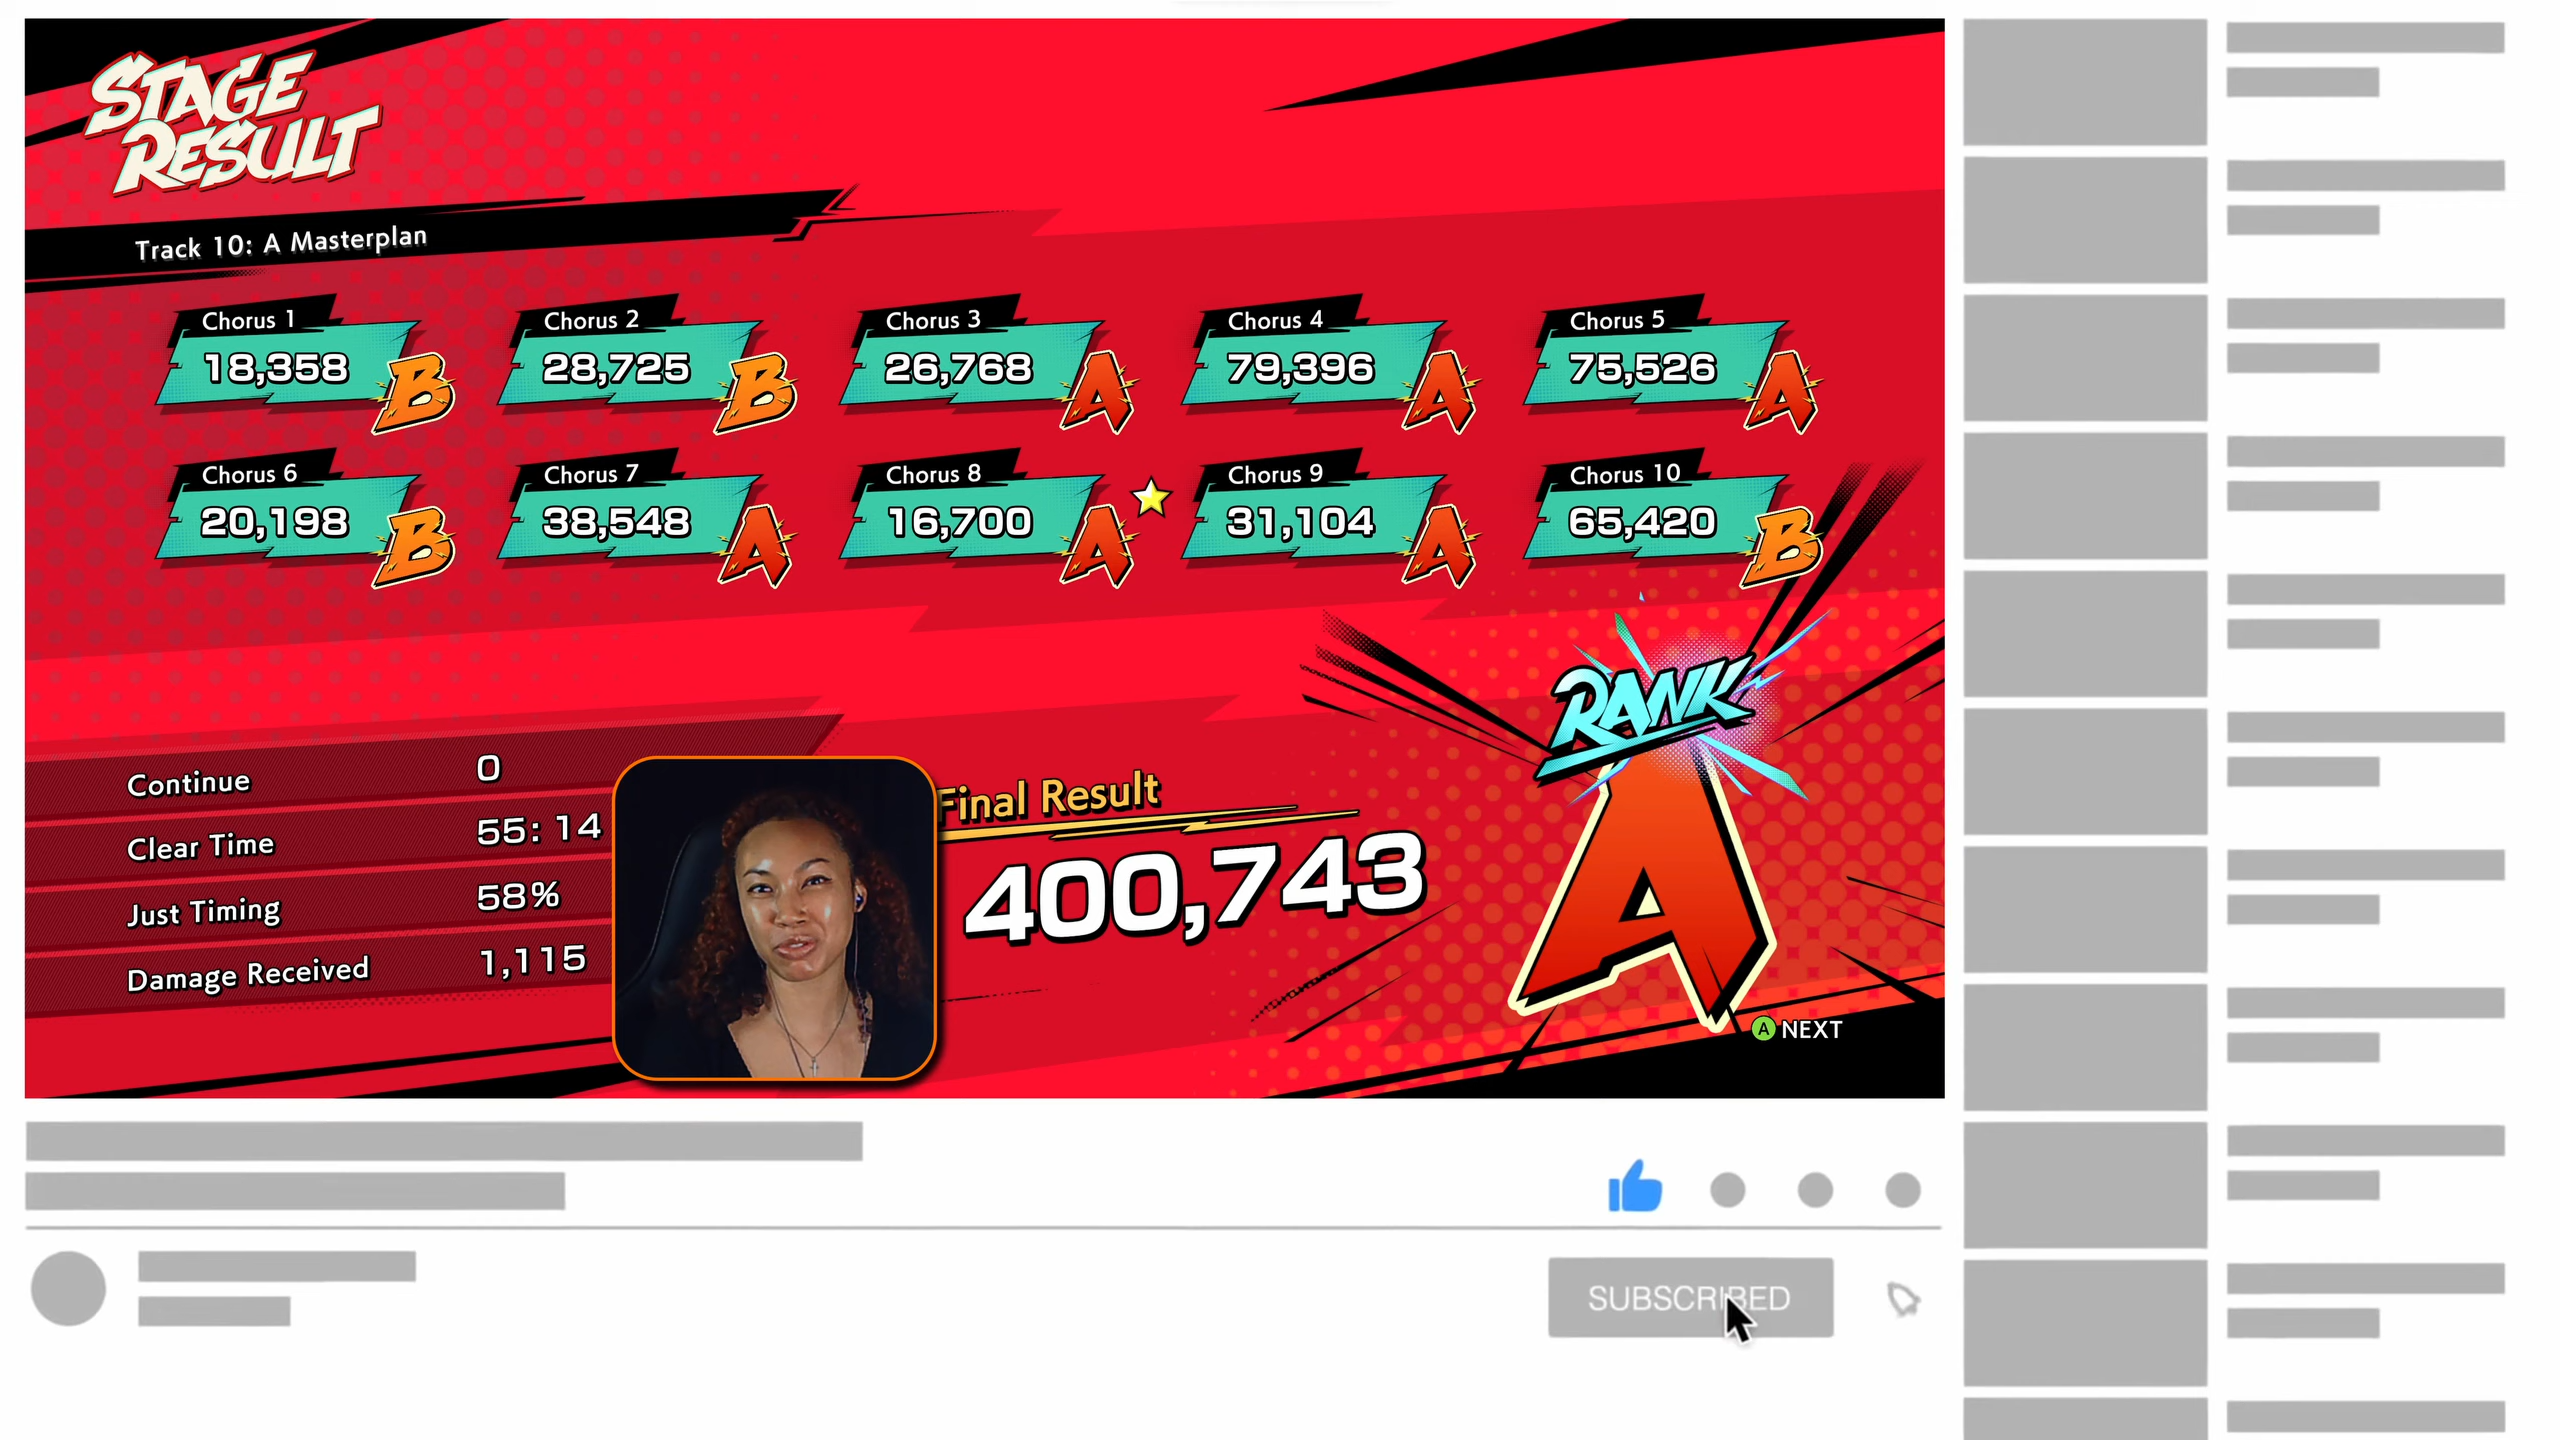 STAGE
RESULT
Track 10: A Masterplan
Chorus 1
18,358 B
Chorus 2
28,725 B
Chorus 3
26,768 A
Chorus 4
79,396 A
Chorus 5
75,526 A
Chorus 6
20,198 B
Chorus 7
38,548 A
Chorus 8
16,700 A
Chorus 9
31,104 A
Chorus 10
65,420 B
Continue 0
Clear Time 55:14
Just Timing 58%
Damage Received 1,115
Final Result
400,743
RANK
A
A NEXT
SUBSCRIBED